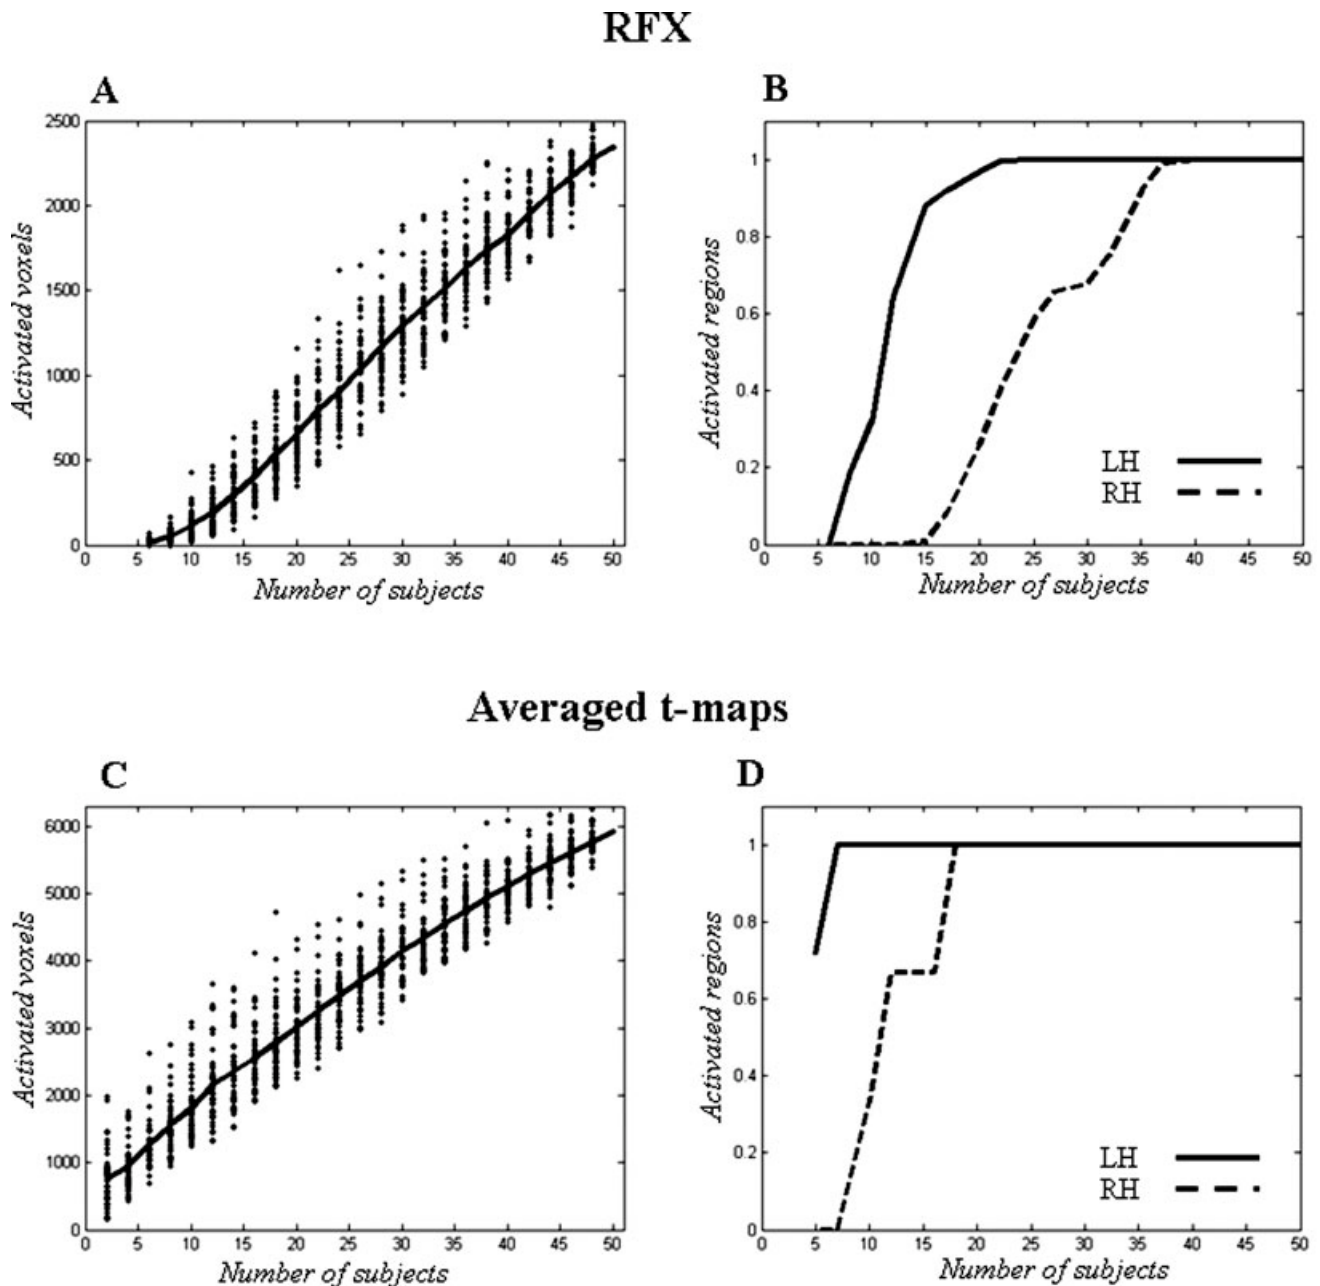 RFX
A
B
2500
2000
1500
1000
500
0
Activated voxels
0 5 10 15 20 25 30 35 40 45 50
Number of subjects
1
0.8
0.6
0.4
0.2
0
Activated regions
LH
RH
0 5 10 15 20 25 30 35 40 45 50
Number of subjects
Averaged t-maps
C
D
6000
5000
4000
3000
2000
1000
0
Activated voxels
0 5 10 15 20 25 30 35 40 45 50
Number of subjects
1
0.8
0.6
0.4
0.2
0
Activated regions
LH
RH
0 5 10 15 20 25 30 35 40 45 50
Number of subjects